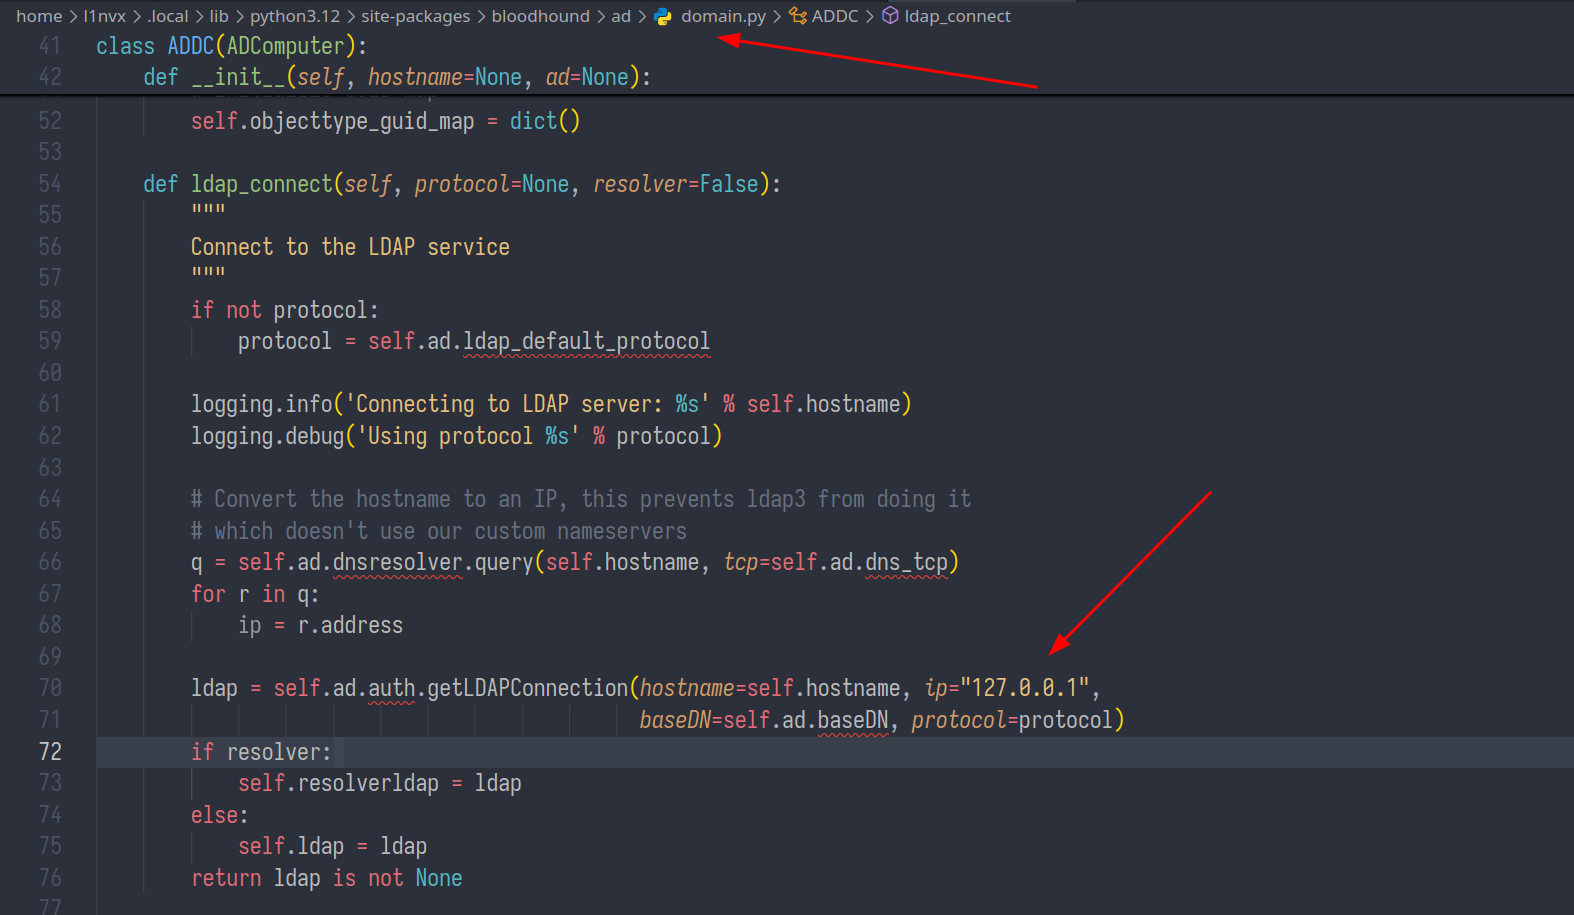 home > l1nvx > .local > lib > python3.12 > site-packages > bloodhound > ad > domain.py > ADDC > ldap_connect
41 class ADDC(ADComputer):
42     def __init__(self, hostname=None, ad=None):
52         self.objecttype_guid_map = dict()
53
54     def ldap_connect(self, protocol=None, resolver=False):
55         """
56         Connect to the LDAP service
57         """
58         if not protocol:
59             protocol = self.ad.ldap_default_protocol
60
61         logging.info('Connecting to LDAP server: %s' % self.hostname)
62         logging.debug('Using protocol %s' % protocol)
63
64         # Convert the hostname to an IP, this prevents ldap3 from doing it
65         # which doesn't use our custom nameservers
66         q = self.ad.dnsresolver.query(self.hostname, tcp=self.ad.dns_tcp)
67         for r in q:
68             ip = r.address
69
70         ldap = self.ad.auth.getLDAPConnection(hostname=self.hostname, ip="127.0.0.1",
71                                               baseDN=self.ad.baseDN, protocol=protocol)
72         if resolver:
73             self.resolverldap = ldap
74         else:
75             self.ldap = ldap
76         return ldap is not None
77